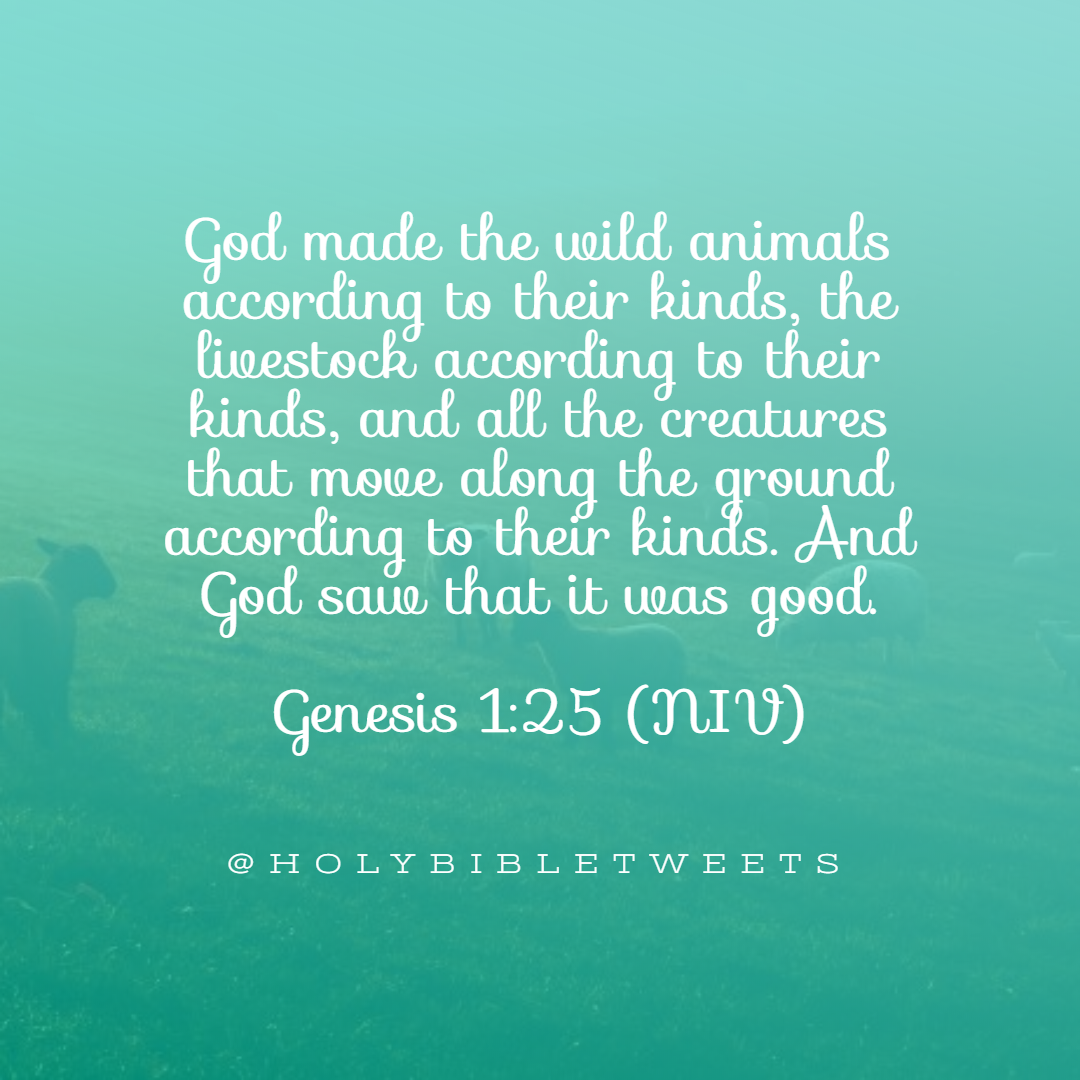 God made the wild animals
according to their kinds, the
livestock according to their
kinds, and all the creatures
that move along the ground
according to their kinds. And
God saw that it was good.
Genesis 1:25 (NIV)
@HOLYBIBLETWEETS